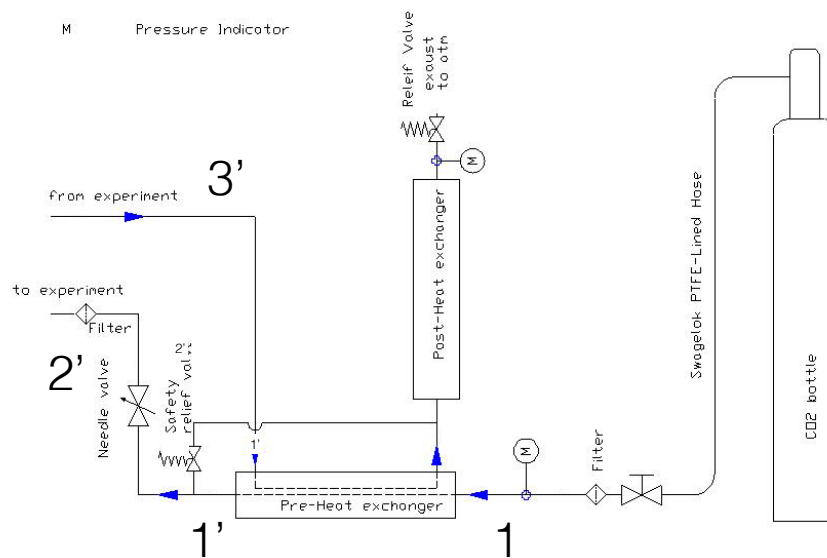 M Pressure Indicator
Releif Valve
exaust
to atm
M
3’
from experiment
to experiment
Filter
2’
Needle valve
2’
Safety
relief valve
1’
Post-Heat exchanger
Pre-Heat exchanger
1’
1
M
Filter
Swagelok PTFE-Lined Hose
CO2 bottle